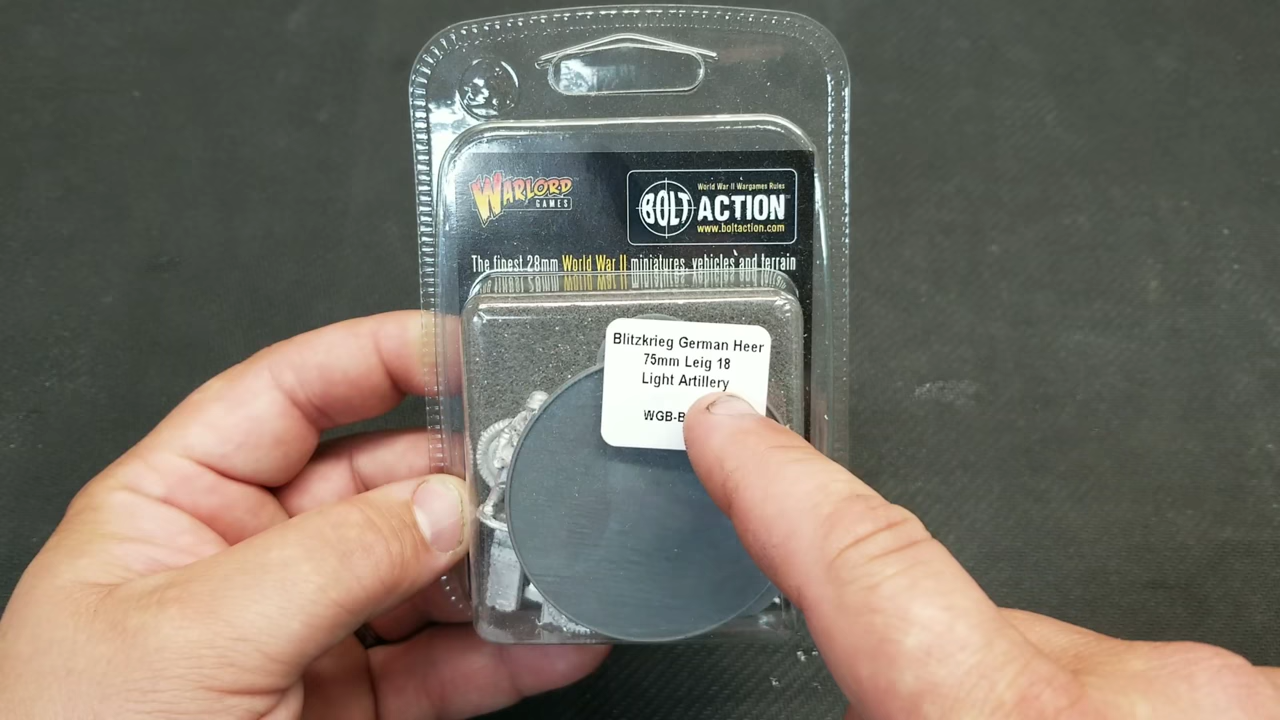 WARLORD
GAMES
World War II Wargames Rules
BOLT ACTION
www.boltaction.com
The finest 28mm World War II miniatures, vehicles and terrain
Blitzkrieg German Heer
75mm Leig 18
Light Artillery
WGB-B